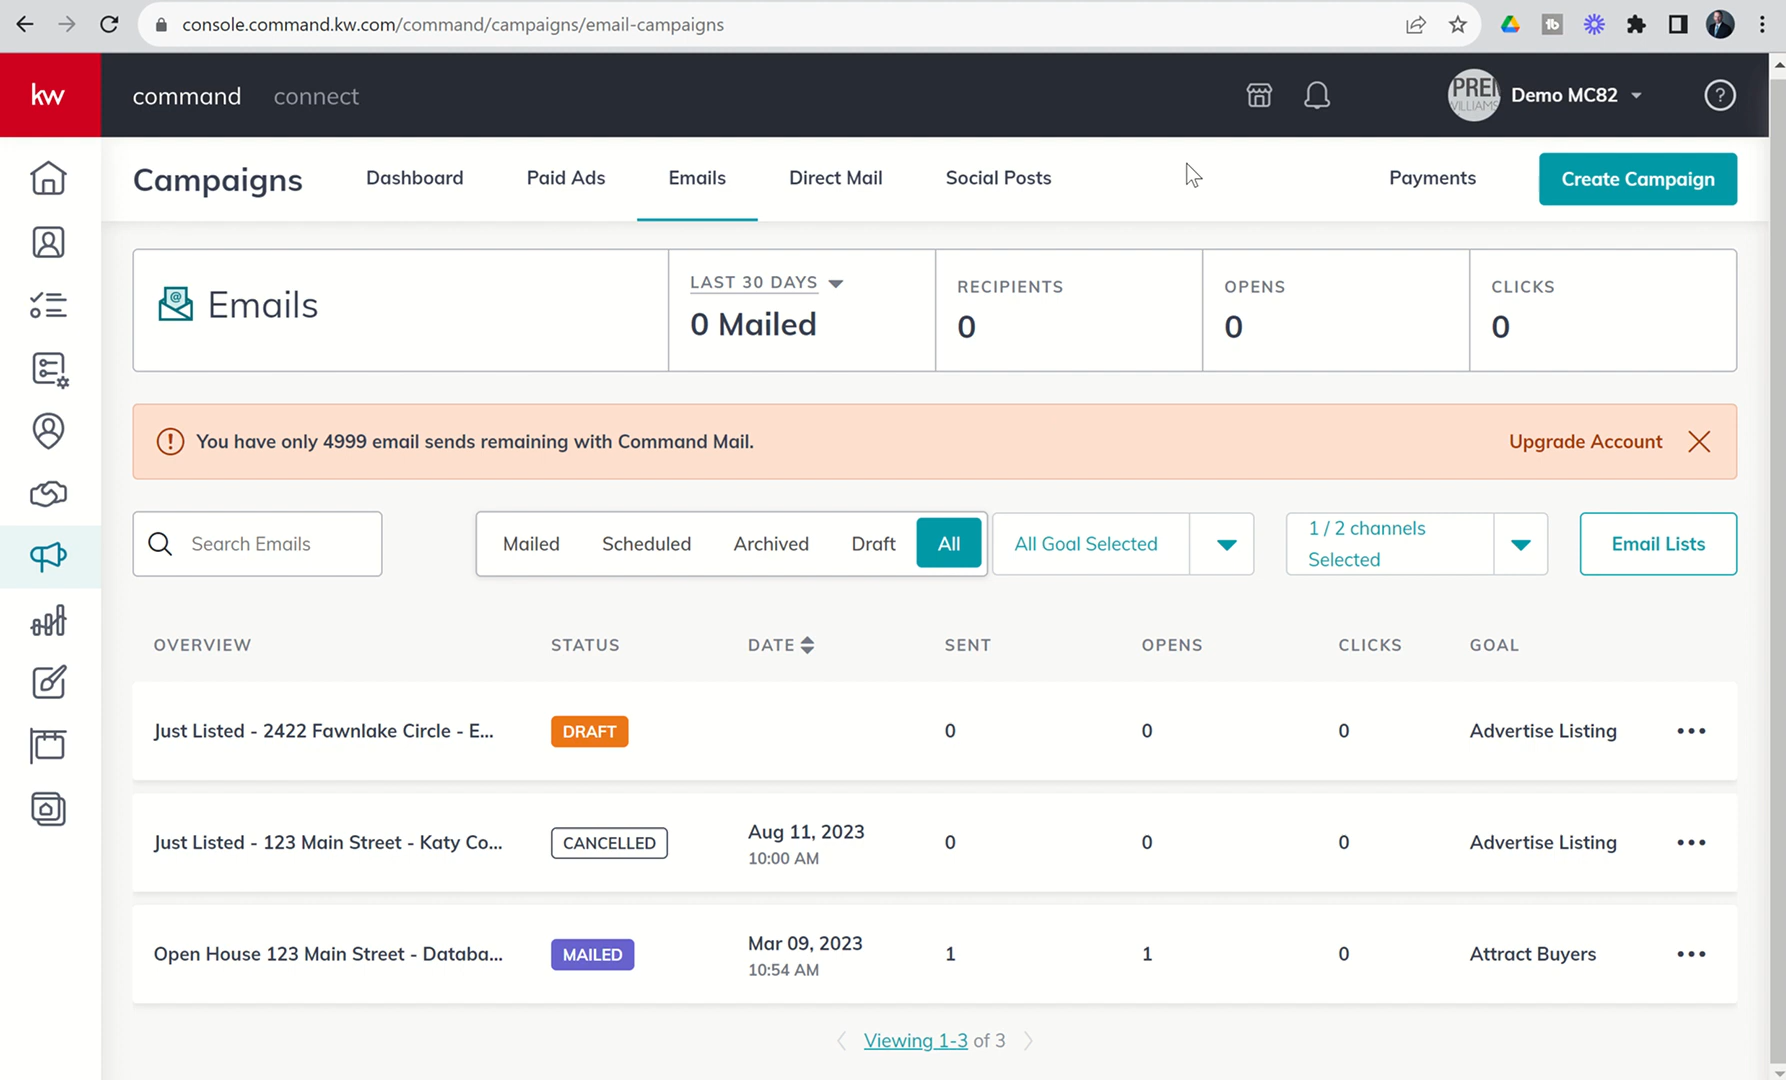 console.command.kw.com/command/campaigns/email-campaigns
kw command connect PREM WILLIAMS Demo MC82 ?
Campaigns Dashboard Paid Ads Emails Direct Mail Social Posts Payments Create Campaign
Emails LAST 30 DAYS RECIPIENTS OPENS CLICKS
0 Mailed 0 0 0
You have only 4999 email sends remaining with Command Mail. Upgrade Account
Search Emails Mailed Scheduled Archived Draft All All Goal Selected 1 / 2 channels Email Lists
Selected
OVERVIEW STATUS DATE SENT OPENS CLICKS GOAL
Just Listed - 2422 Fawnlake Circle - E... DRAFT 0 0 0 Advertise Listing
Just Listed - 123 Main Street - Katy Co... CANCELLED Aug 11, 2023 0 0 0 Advertise Listing
10:00 AM
Open House 123 Main Street - Databa... MAILED Mar 09, 2023 1 1 0 Attract Buyers
10:54 AM
Viewing 1-3 of 3